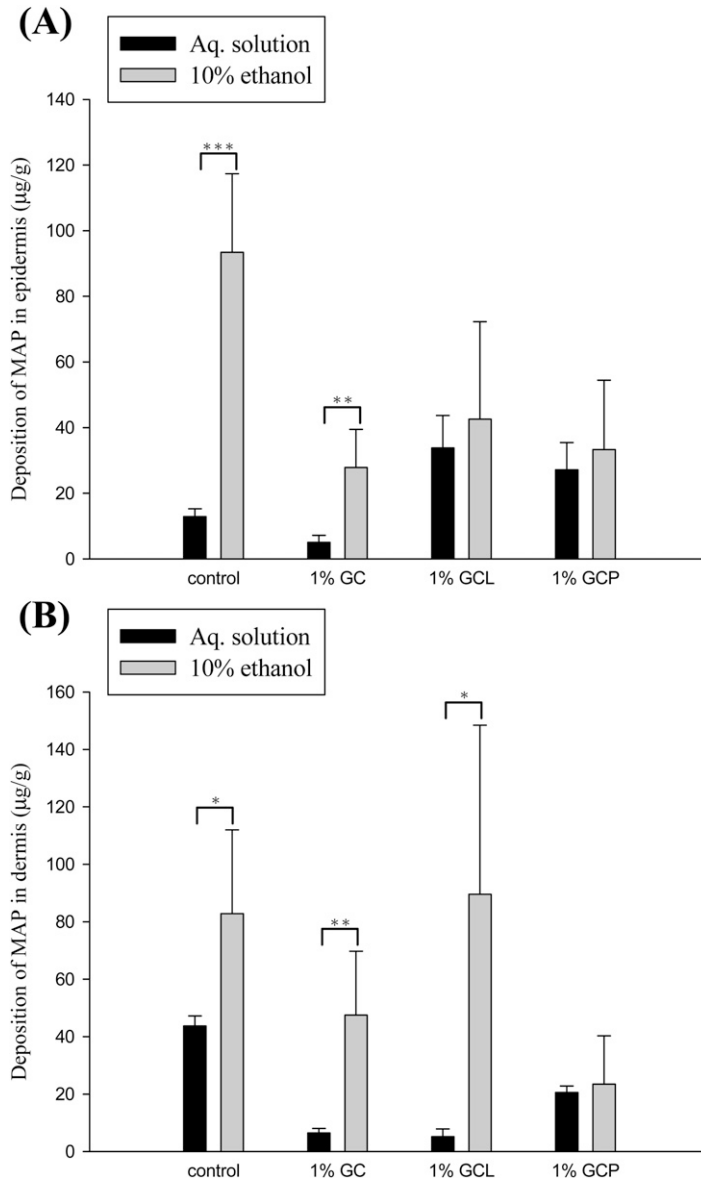 (A)
Aq. solution
10% ethanol
Deposition of MAP in epidermis (µg/g)
140
120
100
80
60
40
20
0
***
**
control 1% GC 1% GCL 1% GCP
(B)
Aq. solution
10% ethanol
Deposition of MAP in dermis (µg/g)
160
140
120
100
80
60
40
20
0
*
**
*
control 1% GC 1% GCL 1% GCP